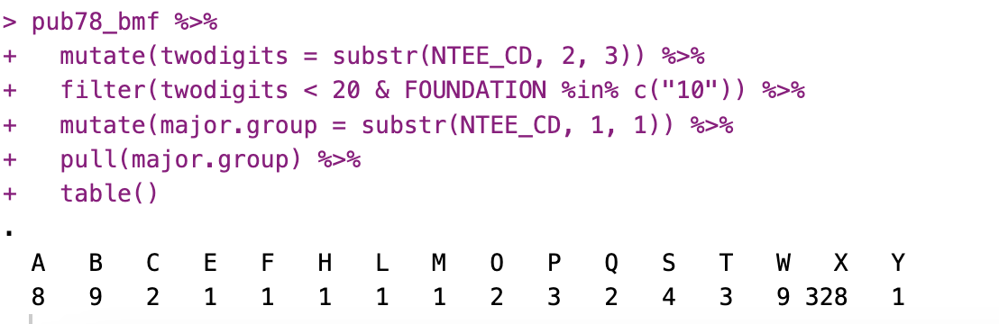 > pub78_bmf %>%
+   mutate(twodigits = substr(NTEE_CD, 2, 3)) %>%
+   filter(twodigits < 20 & FOUNDATION %in% c("10")) %>%
+   mutate(major.group = substr(NTEE_CD, 1, 1)) %>%
+   pull(major.group) %>%
+   table()
.
  A   B   C   E   F   H   L   M   O   P   Q   S   T   W   X   Y
  8   9   2   1   1   1   1   1   2   3   2   4   3   9 328   1